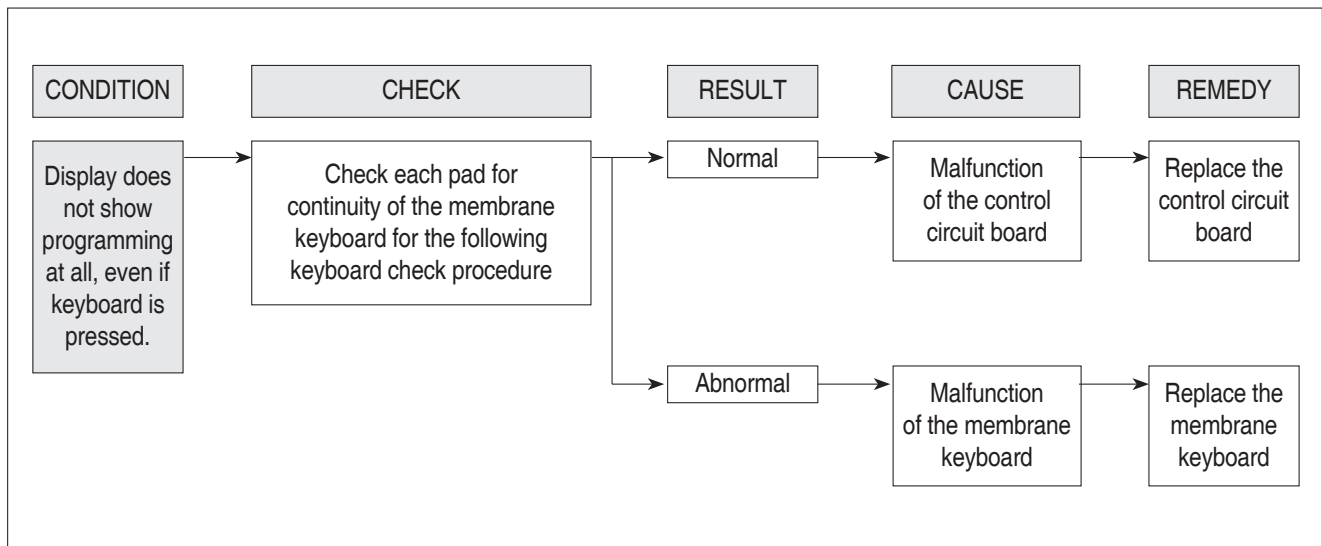 CONDITION
CHECK
RESULT
CAUSE
REMEDY
Display does
not show
programming
at all, even if
keyboard is
pressed.
Check each pad for
continuity of the membrane
keyboard for the following
keyboard check procedure
Normal
Malfunction
of the control
circuit board
Replace the
control circuit
board
Abnormal
Malfunction
of the membrane
keyboard
Replace the
membrane
keyboard